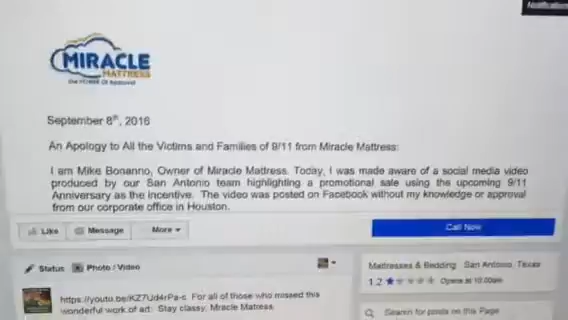 Notifications
MIRACLE
MATTRESS
September 8th, 2016
An Apology to All the Victims and Families of 9/11 from Miracle Mattress:
I am Mike Bonanno, Owner of Miracle Mattress. Today, I was made aware of a social media video
produced by our San Antonio team highlighting a promotional sale using the upcoming 9/11
Anniversary as the incentive. The video was posted on Facebook without my knowledge or approval
from our corporate office in Houston.
Like Message More
Call Now
Status Photo / Video
https://youtu.be/KZ7Ud4rPa-c For all of those who missed this
wonderful work of art: Stay classy, Miracle Matress
Mattresses & Bedding San Antonio, Texas
1.2 Opens at 10:00am
Search for posts on this Page